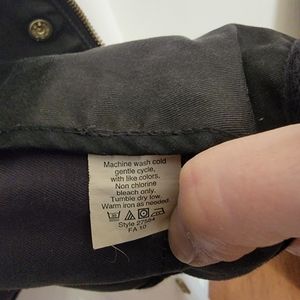 Machine wash cold
gentle cycle,
with like colors.
Non chlorine
bleach only.
Tumble dry low.
Warm iron as needed.
Style 27564
FA 10